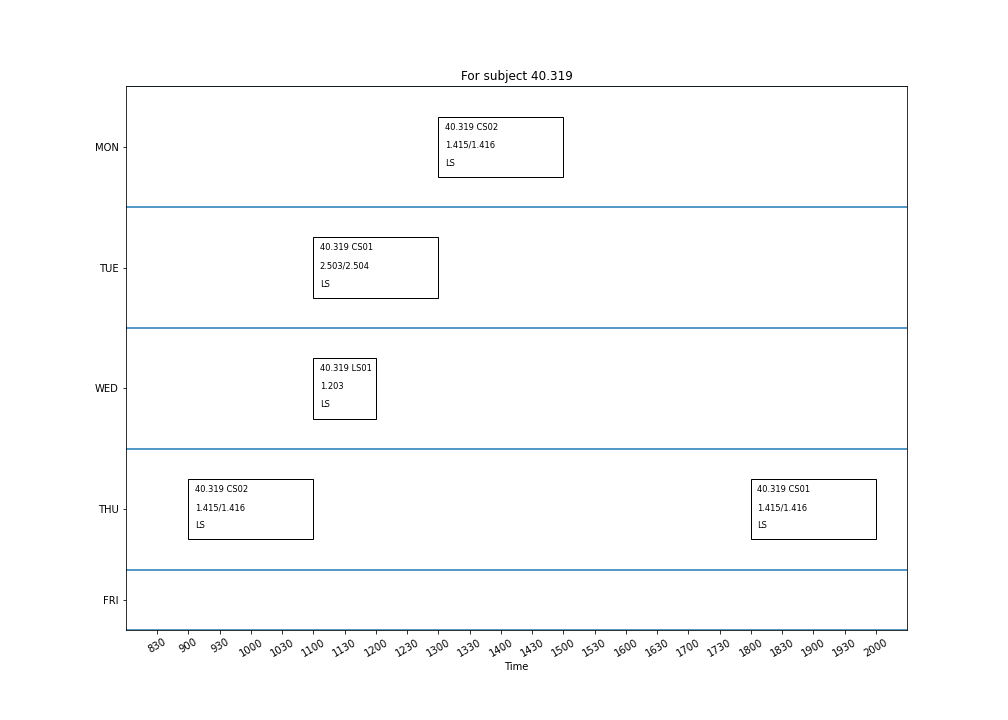 For subject 40.319
MON
40.319 CS02
1.415/1.416
LS
TUE
40.319 CS01
2.503/2.504
LS
WED
40.319 LS01
1.203
LS
THU
40.319 CS02
1.415/1.416
LS
40.319 CS01
1.415/1.416
LS
FRI
830 900 930 1000 1030 1100 1130 1200 1230 1300 1330 1400 1430 1500 1530 1600 1630 1700 1730 1800 1830 1900 1930 2000
Time